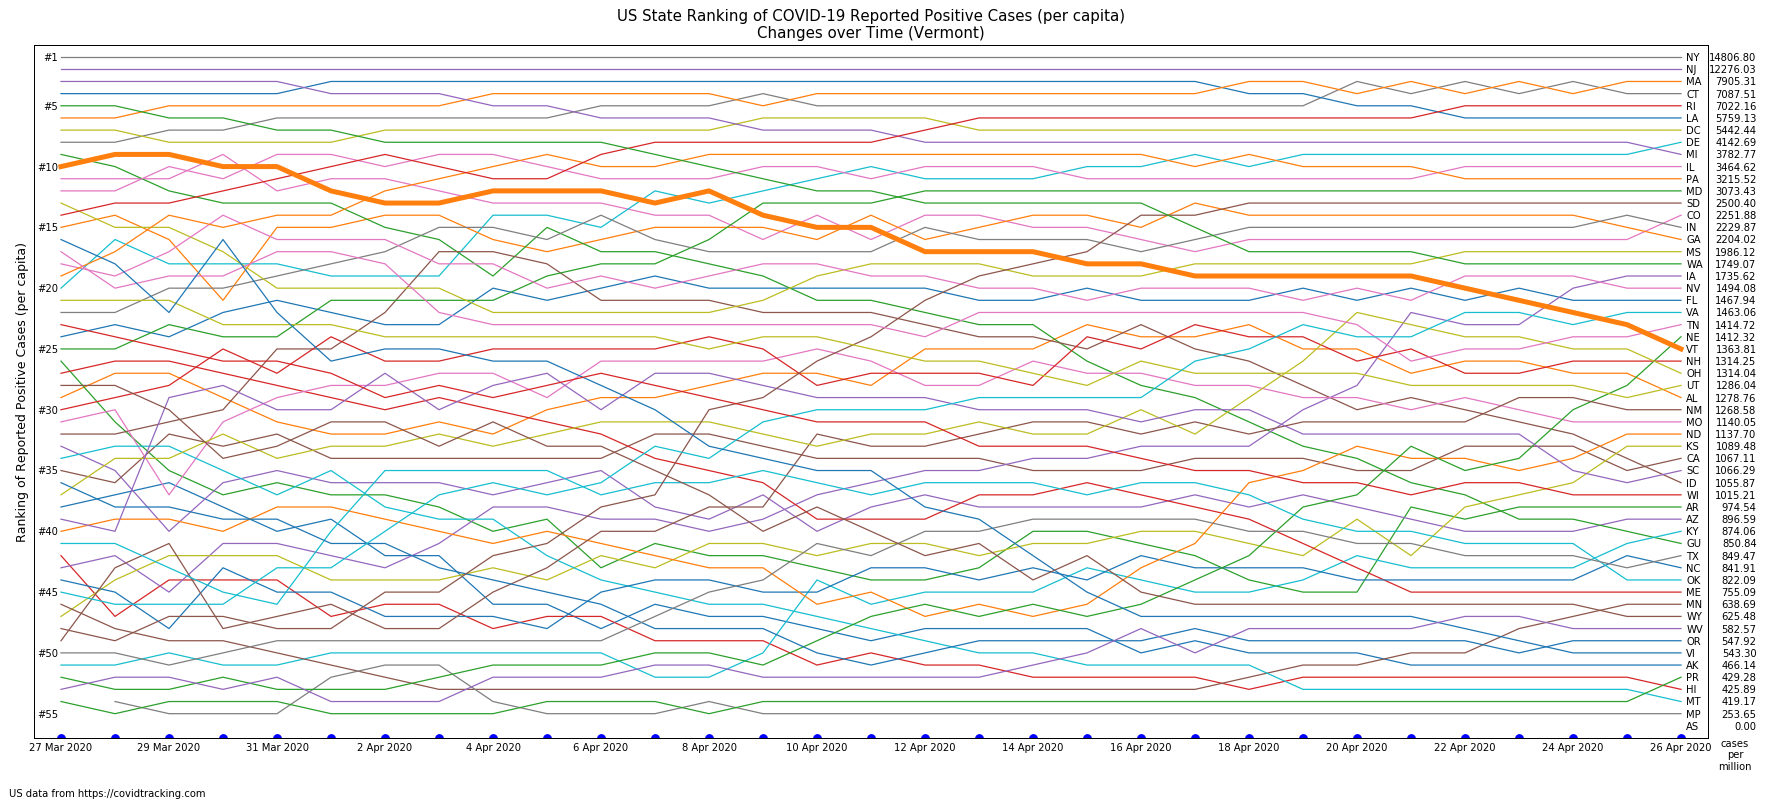 US State Ranking of COVID-19 Reported Positive Cases (per capita)
Changes over Time (Vermont)
Ranking of Reported Positive Cases (per capita)
#1
#5
#10
#15
#20
#25
#30
#35
#40
#45
#50
#55
NY 14806.80
NJ 12276.03
MA 7905.31
CT 7087.51
RI 7022.16
LA 5759.13
DC 5442.44
DE 4142.69
MI 3782.77
IL 3464.62
PA 3215.52
MD 3073.43
SD 2500.40
CO 2251.88
IN 2229.87
GA 2204.02
MS 1986.12
WA 1749.07
IA 1735.62
NV 1494.08
FL 1467.94
VA 1463.06
TN 1414.72
NE 1412.32
VT 1363.81
NH 1314.25
OH 1314.04
UT 1286.04
AL 1278.76
NM 1268.58
MO 1140.05
ND 1137.70
KS 1089.48
CA 1067.11
SC 1066.29
ID 1055.87
WI 1015.21
AR 974.54
AZ 896.59
KY 874.06
GU 850.84
TX 849.47
NC 841.91
OK 822.09
ME 755.09
MN 638.69
WY 625.48
WV 582.57
OR 547.92
VI 543.30
AK 466.14
PR 429.28
HI 425.89
MT 419.17
MP 253.65
AS 0.00
27 Mar 2020 29 Mar 2020 31 Mar 2020 2 Apr 2020 4 Apr 2020 6 Apr 2020 8 Apr 2020 10 Apr 2020 12 Apr 2020 14 Apr 2020 16 Apr 2020 18 Apr 2020 20 Apr 2020 22 Apr 2020 24 Apr 2020 26 Apr 2020
cases
per
million
US data from https://covidtracking.com